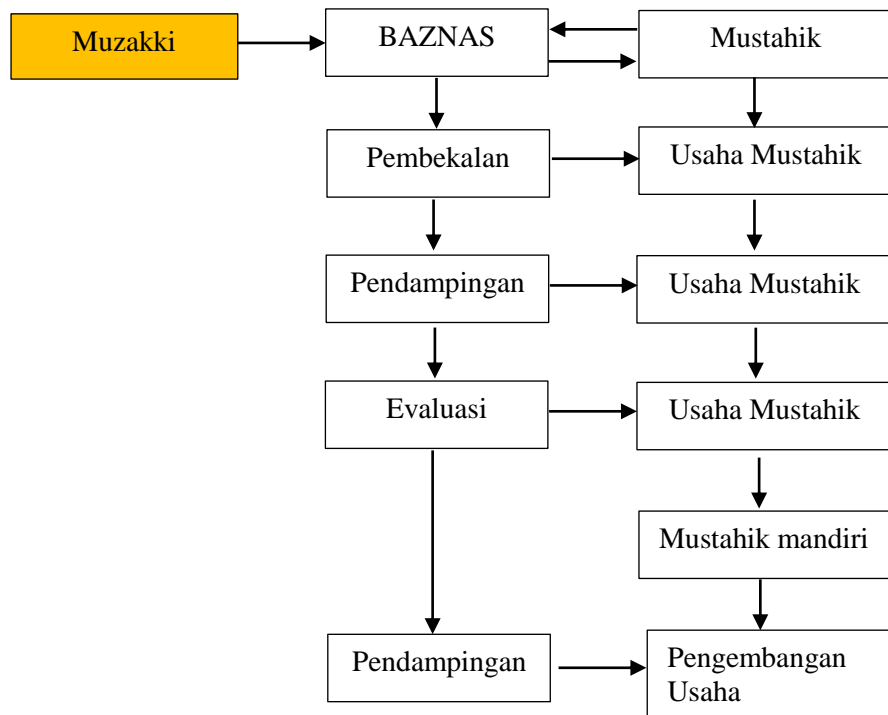 Muzakki
BAZNAS
Mustahik
Pembekalan
Usaha Mustahik
Pendampingan
Usaha Mustahik
Evaluasi
Usaha Mustahik
Mustahik mandiri
Pendampingan
Pengembangan
Usaha